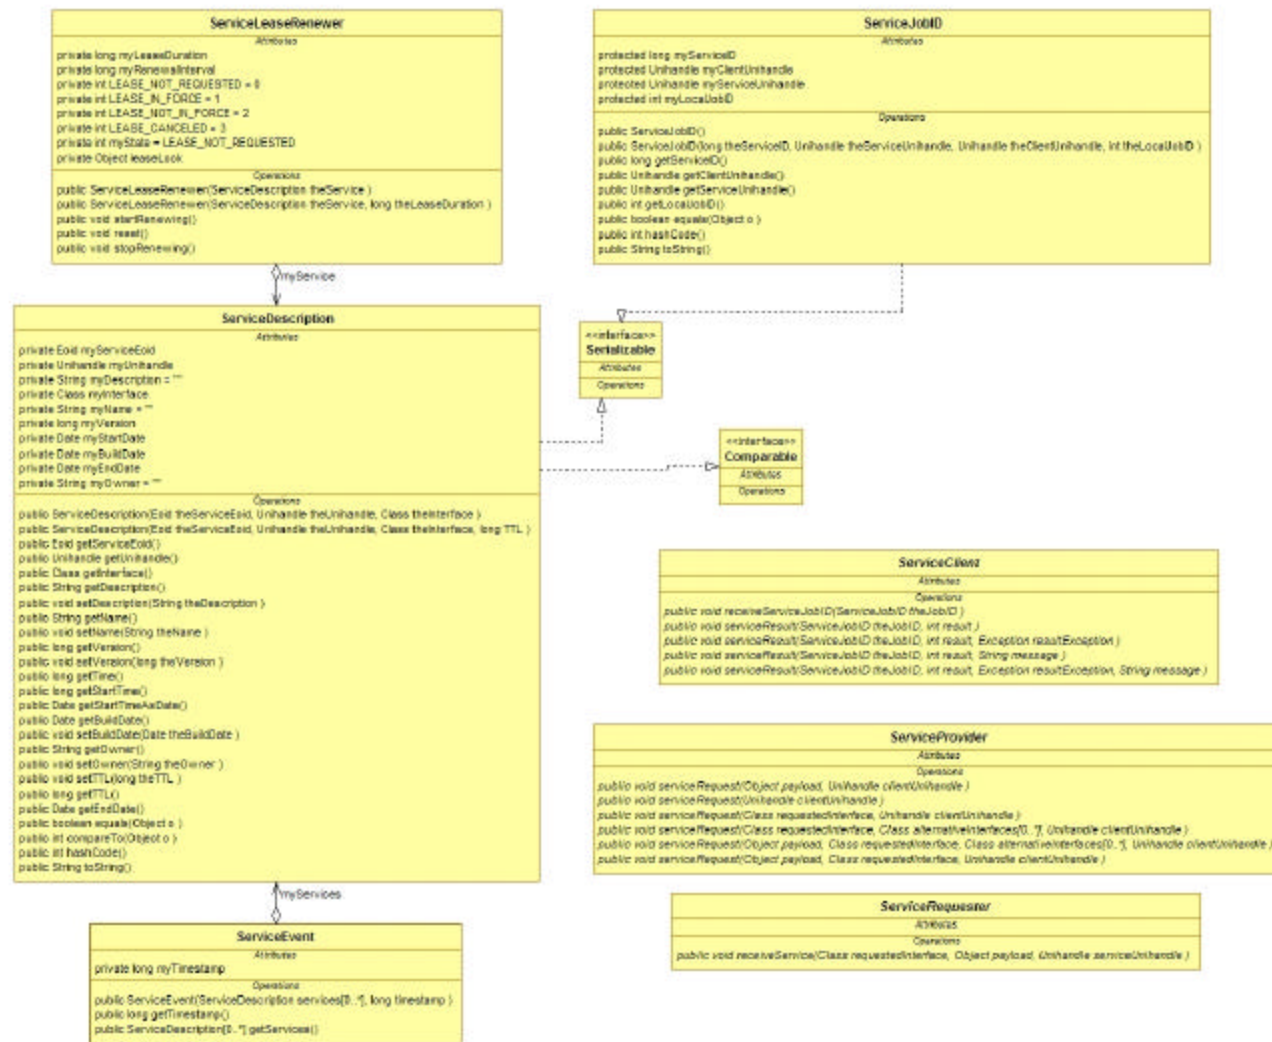 ServiceLeaseRenewer
Attributes
private long myLeaseDuration
private long myRenewalInterval
private int LEASE_NOT_REQUESTED = 0
private int LEASE_IN_FORCE = 1
private int LEASE_NOT_IN_FORCE = 2
private int LEASE_CANCELED = 3
private int myState = LEASE_NOT_REQUESTED
private Object leaseLock
Operations
public ServiceLeaseRenewer(ServiceDescription theService )
public ServiceLeaseRenewer(ServiceDescription theService, long theLeaseDuration )
public void startRenewing()
public void reset()
public void stopRenewing()
myService
ServiceJobID
Attributes
protected long myServiceID
protected Unihandle myClientUnihandle
protected Unihandle myServiceUnihandle
protected int myLocalJobID
Operations
public ServiceJobID()
public ServiceJobID(long theServiceID, Unihandle theServiceUnihandle, Unihandle theClientUnihandle, int theLocalJobID )
public long getServiceID()
public Unihandle getClientUnihandle()
public Unihandle getServiceUnihandle()
public int getLocalJobID()
public boolean equals(Object o )
public int hashCode()
public String toString()
ServiceDescription
Attributes
private Eoid myServiceEoid
private Unihandle myUnihandle
private String myDescription = ""
private Class myInterface
private String myName = ""
private long myVersion
private Date myStartDate
private Date myBuildDate
private Date myEndDate
private String myOwner = ""
Operations
public ServiceDescription(Eoid theServiceEoid, Unihandle theUnihandle, Class theInterface )
public ServiceDescription(Eoid theServiceEoid, Unihandle theUnihandle, Class theInterface, long TTL )
public Eoid getServiceEoid()
public Unihandle getUnihandle()
public Class getInterface()
public String getDescription()
public void setDescription(String theDescription )
public String getName()
public void setName(String theName )
public long getVersion()
public void setVersion(long theVersion )
public long getTime()
public long getStartTime()
public Date getStartTimeAsDate()
public Date getBuildDate()
public void setBuildDate(Date theBuildDate )
public String getOwner()
public void setOwner(String theOwner )
public void setTTL(long theTTL )
public long getTTL()
public Date getEndDate()
public boolean equals(Object o )
public int compareTo(Object o )
public int hashCode()
public String toString()
<<interface>>
Serializable
Attributes
Operations
<<interface>>
Comparable
Attributes
Operations
ServiceClient
Attributes
Operations
public void receiveServiceJobID(ServiceJobID theJobID )
public void serviceResult(ServiceJobID theJobID, int result )
public void serviceResult(ServiceJobID theJobID, int result, Exception resultException )
public void serviceResult(ServiceJobID theJobID, int result, String message )
public void serviceResult(ServiceJobID theJobID, int result, Exception resultException, String message )
ServiceProvider
Attributes
Operations
public void serviceRequest(Object payload, Unihandle clientUnihandle )
public void serviceRequest(Unihandle clientUnihandle )
public void serviceRequest(Class requestedInterface, Unihandle clientUnihandle )
public void serviceRequest(Class requestedInterface, Class alternativeInterfaces[0..*], Unihandle clientUnihandle )
public void serviceRequest(Object payload, Class requestedInterface, Class alternativeInterfaces[0..*], Unihandle clientUnihandle )
public void serviceRequest(Object payload, Class requestedInterface, Unihandle clientUnihandle )
ServiceRequester
Attributes
Operations
public void receiveService(Class requestedInterface, Object payload, Unihandle serviceUnihandle )
myServices
ServiceEvent
Attributes
private long myTimestamp
Operations
public ServiceEvent(ServiceDescription services[0..*], long timestamp )
public long getTimestamp()
public ServiceDescription[0..*] getServices()